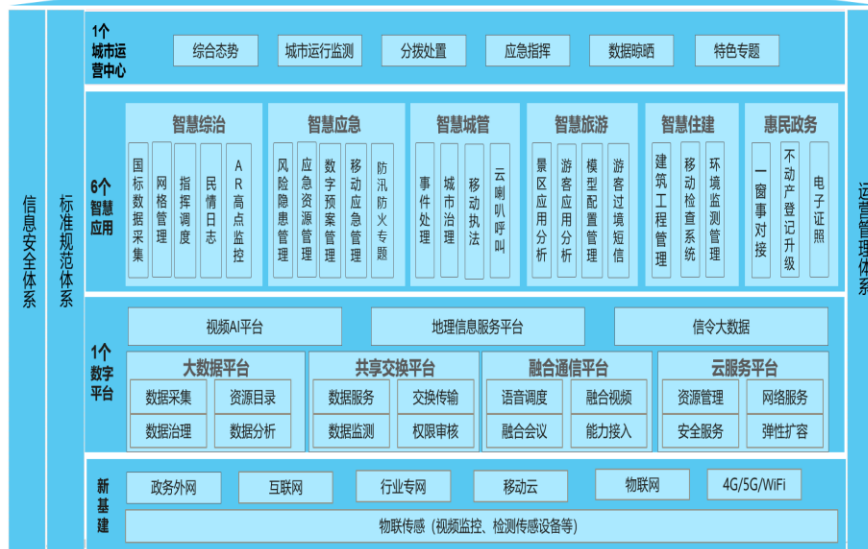 信息安全体系
标准规范体系
1个
城市运
营中心
综合态势
城市运行监测
分拨处置
应急指挥
数据晾晒
特色专题
6个
智慧
应用
智慧综治
国标数据采集
网格管理
指挥调度
民情日志
AR高点监控
智慧应急
风险隐患管理
应急资源管理
数字预案管理
移动应急管理
防汛防火专题
智慧城管
事件处理
城市治理
移动执法
云喇叭呼叫
智慧旅游
景区应用分析
游客应用分析
模型配置管理
游客过境短信
智慧住建
建筑工程管理
移动检查系统
环境监测管理
惠民政务
一窗事对接
不动产登记升级
电子证照
1个
数字
平台
视频AI平台
地理信息服务平台
信令大数据
大数据平台
数据采集
资源目录
数据治理
数据分析
共享交换平台
数据服务
交换传输
数据监测
权限审核
融合通信平台
语音调度
融合视频
融合会议
能力接入
云服务平台
资源管理
网络服务
安全服务
弹性扩容
新
基
建
政务外网
互联网
行业专网
移动云
物联网
4G/5G/WiFi
物联传感（视频监控、检测传感设备等）
运营管理体系